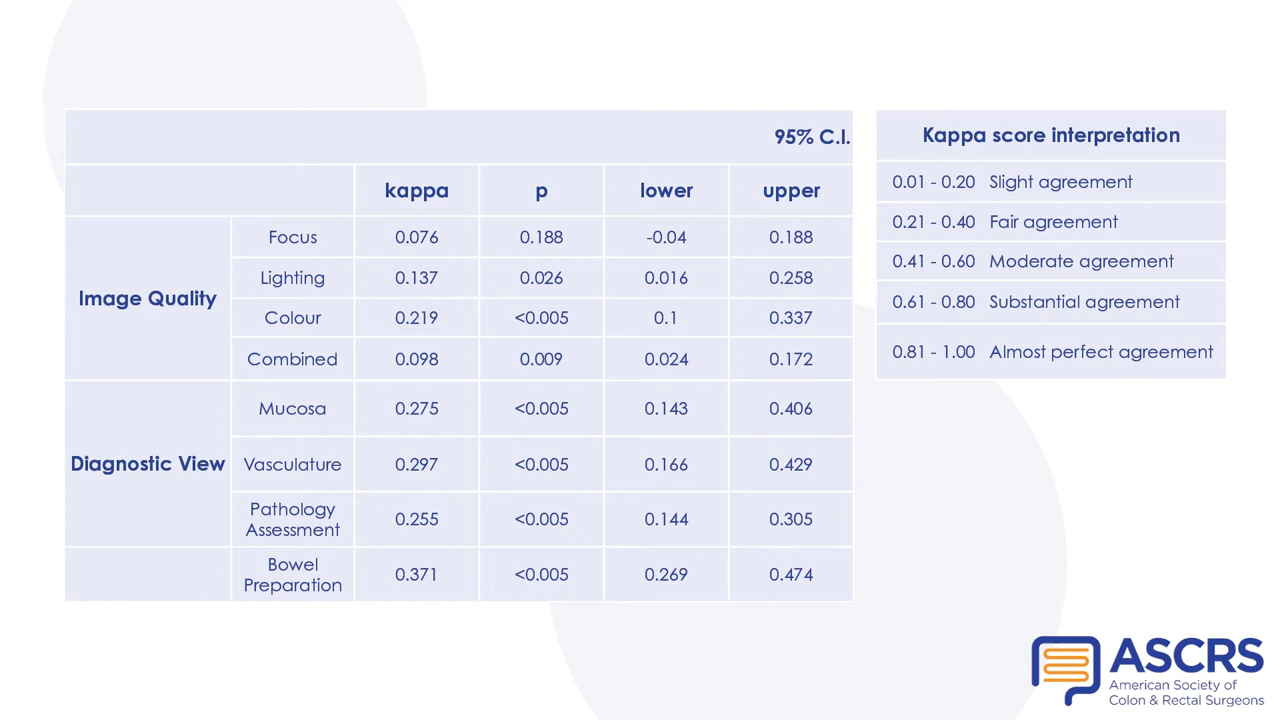 95% C.I.
kappa p lower upper
Image Quality
Focus 0.076 0.188 -0.04 0.188
Lighting 0.137 0.026 0.016 0.258
Colour 0.219 <0.005 0.1 0.337
Combined 0.098 0.009 0.024 0.172
Diagnostic View
Mucosa 0.275 <0.005 0.143 0.406
Vasculature 0.297 <0.005 0.166 0.429
Pathology
Assessment 0.255 <0.005 0.144 0.305
Bowel
Preparation 0.371 <0.005 0.269 0.474
Kappa score interpretation
0.01 - 0.20 Slight agreement
0.21 - 0.40 Fair agreement
0.41 - 0.60 Moderate agreement
0.61 - 0.80 Substantial agreement
0.81 - 1.00 Almost perfect agreement
ASCRS
American Society of
Colon & Rectal Surgeons